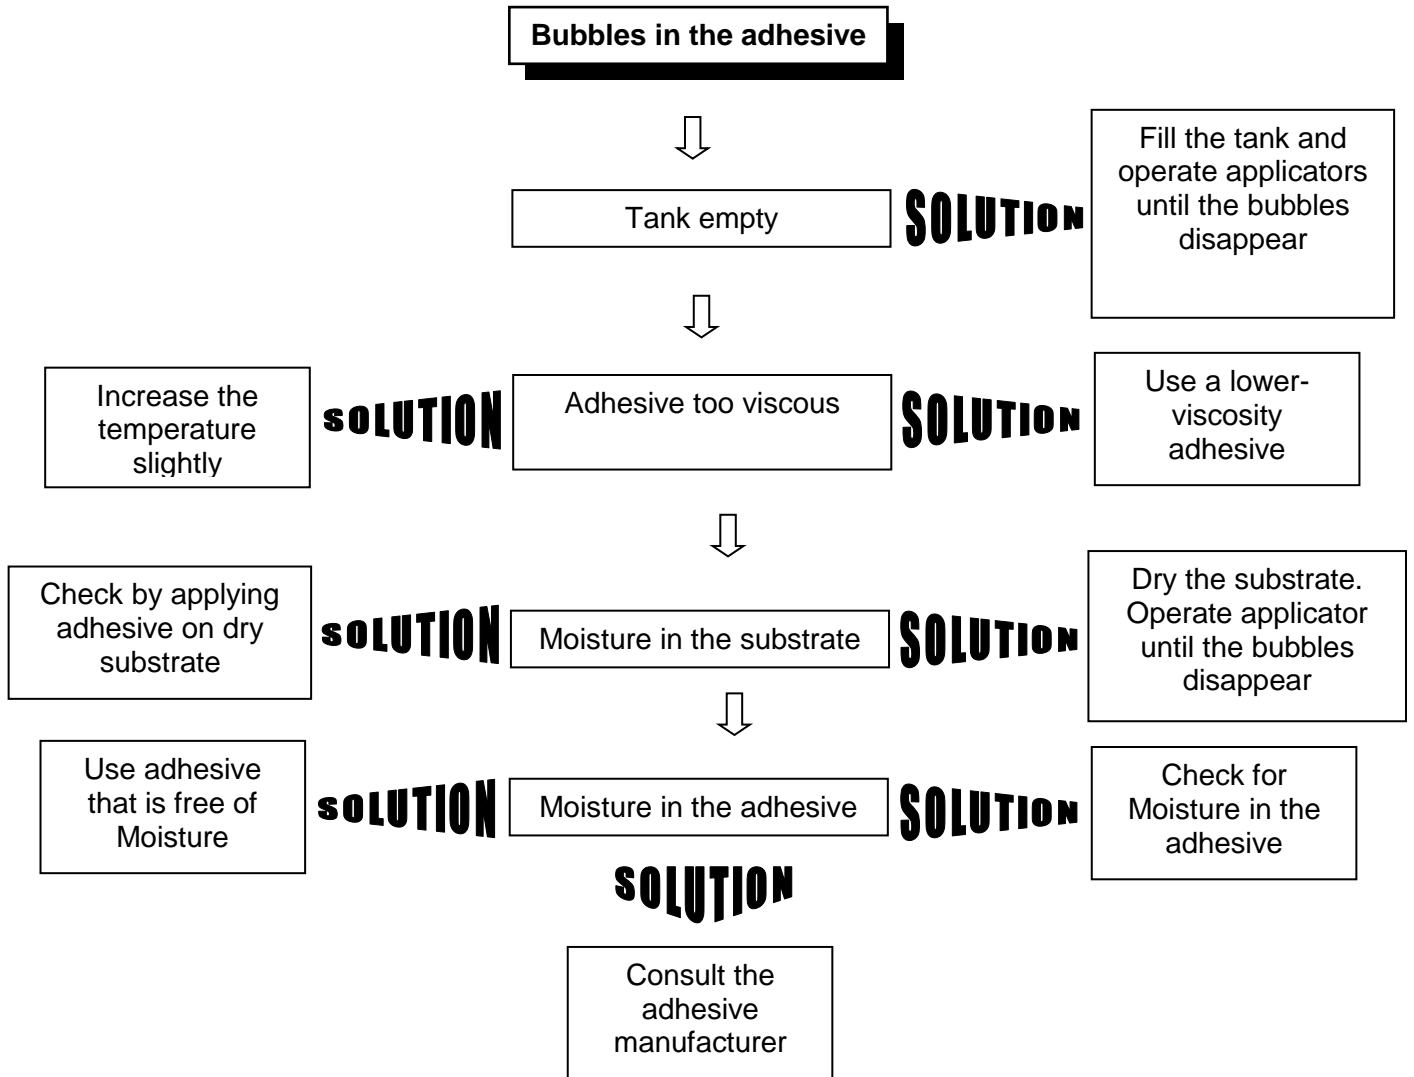 Bubbles in the adhesive
Tank empty
SOLUTION
Fill the tank and
operate applicators
until the bubbles
disappear
Increase the
temperature
slightly
SOLUTION
Adhesive too viscous
SOLUTION
Use a lower-
viscosity
adhesive
Check by applying
adhesive on dry
substrate
SOLUTION
Moisture in the substrate
SOLUTION
Dry the substrate.
Operate applicator
until the bubbles
disappear
Use adhesive
that is free of
Moisture
SOLUTION
Moisture in the adhesive
SOLUTION
Check for
Moisture in the
adhesive
SOLUTION
Consult the
adhesive
manufacturer